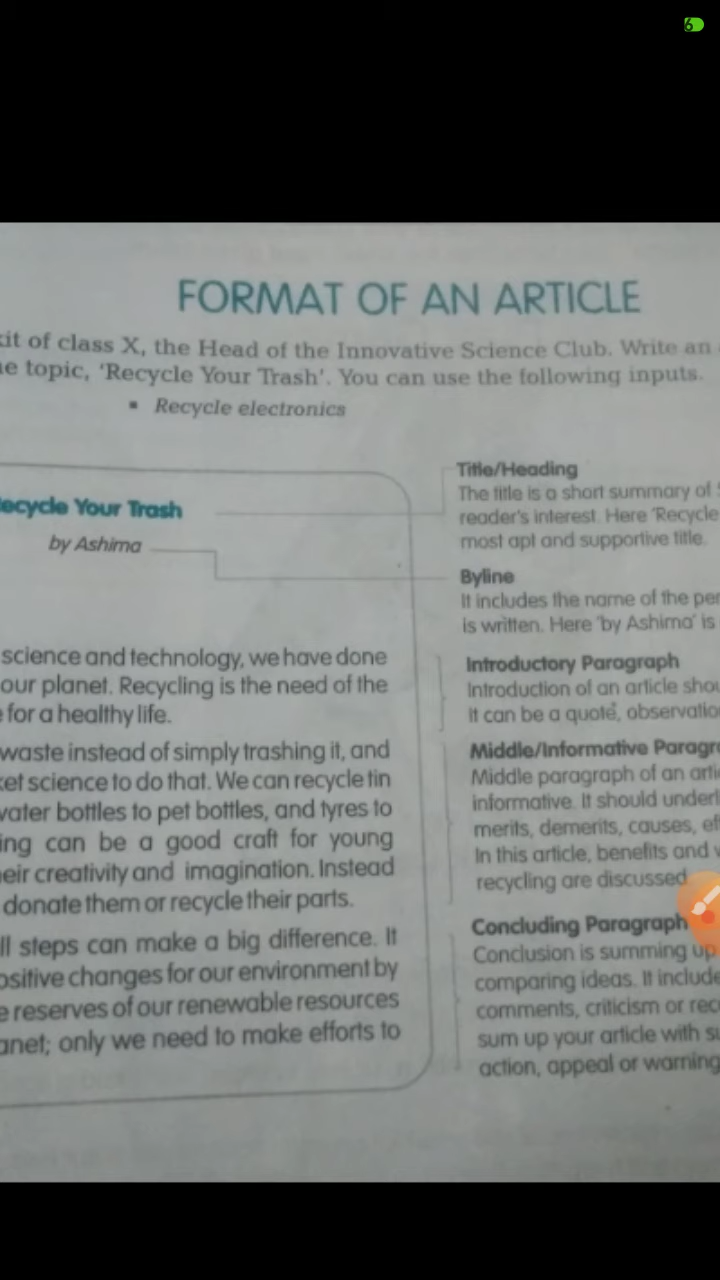 6
FORMAT OF AN ARTICLE
kit of class X, the Head of the Innovative Science Club. Write an
topic, ‘Recycle Your Trash’. You can use the following inputs.
▪ Recycle electronics
Recycle Your Trash
by Ashima
science and technology, we have done
our planet. Recycling is the need of the
for a healthy life.
waste instead of simply trashing it, and
ket science to do that. We can recycle tin
water bottles to pet bottles, and tyres to
ing can be a good craft for young
eir creativity and imagination. Instead
donate them or recycle their parts.
ll steps can make a big difference. It
ositive changes for our environment by
e reserves of our renewable resources
anet; only we need to make efforts to
Title/Heading
The title is a short summary of
reader's interest. Here 'Recycle
most apt and supportive title.
Byline
It includes the name of the per
is written. Here 'by Ashima' is
Introductory Paragraph
Introduction of an article shou
It can be a quote, observatio
Middle/Informative Paragr
Middle paragraph of an arti
informative. It should underl
merits, demerits, causes, ef
In this article, benefits and
recycling are discussed
Concluding Paragraph
Conclusion is summing up
comparing ideas. It include
comments, criticism or rec
sum up your article with su
action, appeal or warning